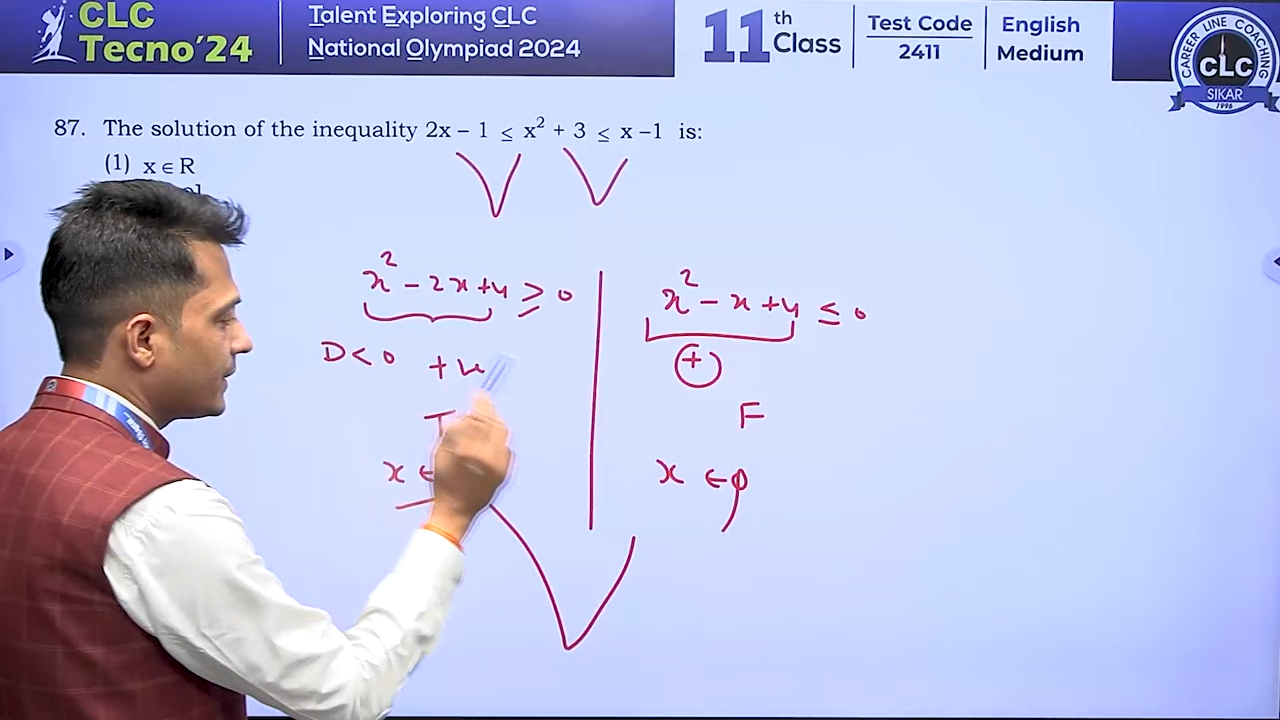 CLC
Tecno'24
Talent Exploring CLC
National Olympiad 2024
11th Class
Test Code
2411
English
Medium
CAREER LINE COACHING
CLC
SIKAR
1996
87. The solution of the inequality 2x – 1 ≤ x² + 3 ≤ x –1 is:
(1) x ∈ R
x² – 2x + 4 ≥ 0
D < 0 +ve
T
x ∈
x² – x + 4 ≤ 0
+
F
x ∈ φ